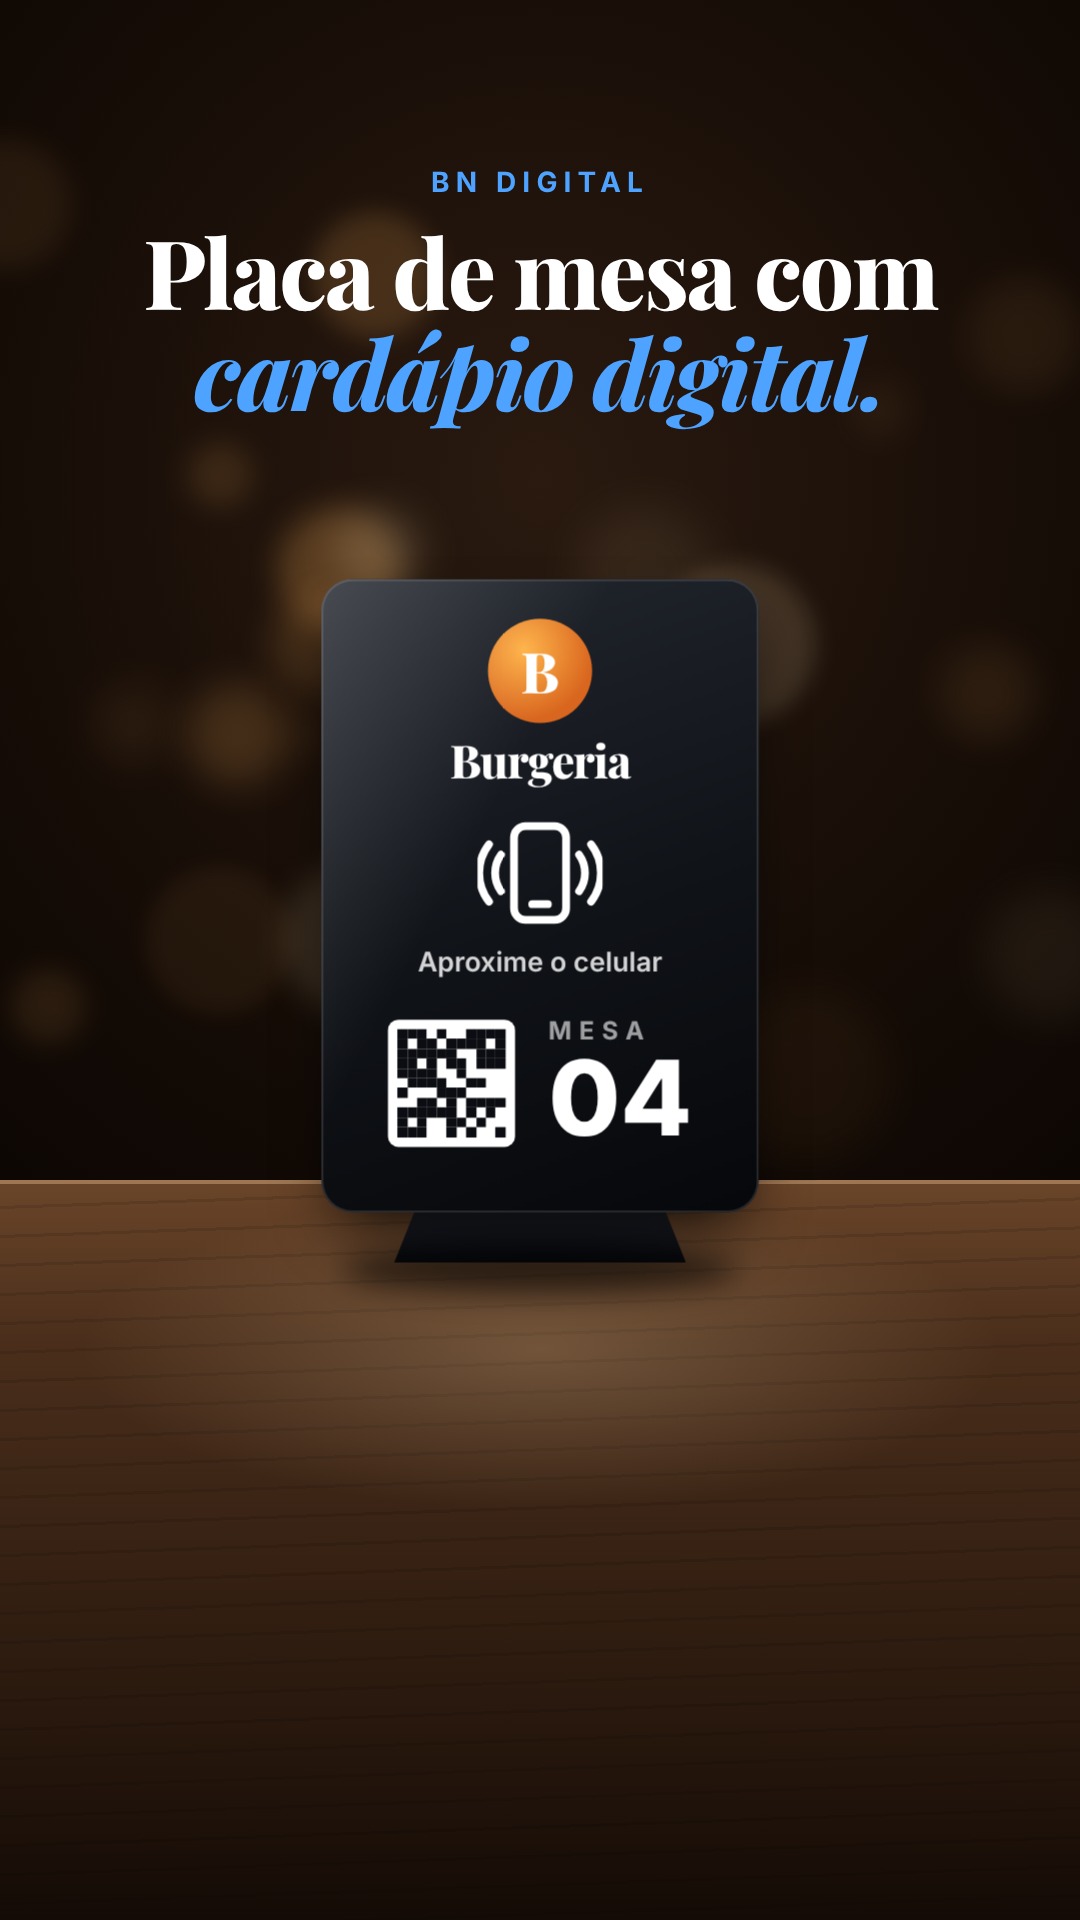 BN DIGITAL
Placa de mesa com
cardápio digital.
B
Burgeria
Aproxime o celular
MESA
04